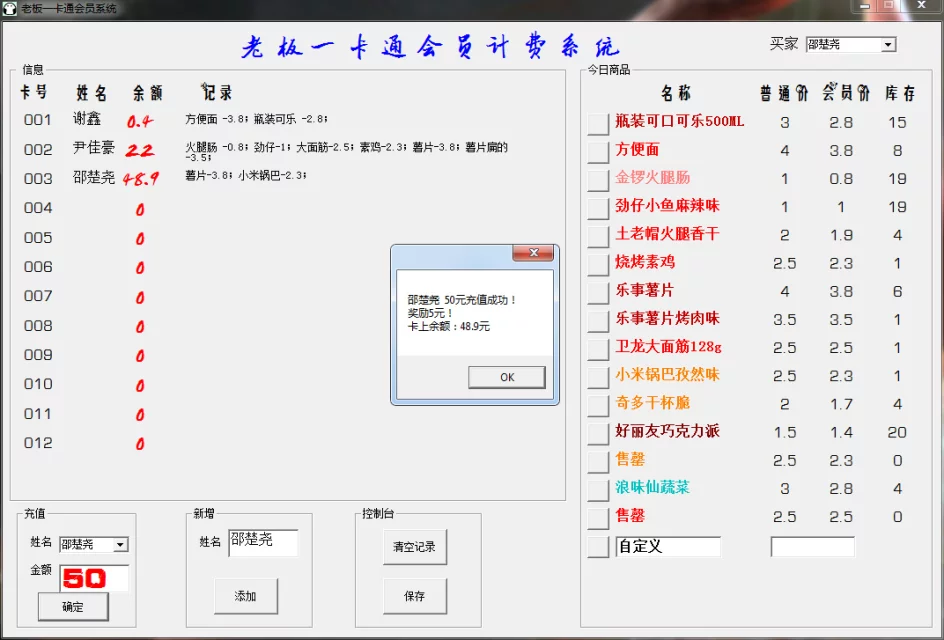 老板一卡通会员系统
老板一卡通会员计费系统
买家 邵楚尧
信息
卡号 姓名 余额 记录
001 谢鑫 0.4 方便面 -3.8; 瓶装可乐 -2.8;
002 尹佳豪 22 火腿肠 -0.8; 劲仔-1; 大面筋-2.5; 素鸡-2.3; 薯片-3.8; 薯片廊的
-3.5;
003 邵楚尧 48.9 薯片-3.8; 小米锅巴-2.3;
004 0
005 0
006 0
007 0
008 0
009 0
010 0
011 0
012 0
邵楚尧 50元充值成功！
奖励5元！
卡上余额：48.9元
OK
今日商品
名称 普通价 会员价 库存
瓶装可口可乐500ML 3 2.8 15
方便面 4 3.8 8
金锣火腿肠 1 0.8 19
劲仔小鱼麻辣味 1 1 19
土老帽火腿香干 2 1.9 4
烧烤素鸡 2.5 2.3 1
乐事薯片 4 3.8 6
乐事薯片烤肉味 3.5 3.5 1
卫龙大面筋128g 2.5 2.5 1
小米锅巴孜然味 2.5 2.3 1
奇多干杯脆 2 1.7 4
好丽友巧克力派 1.5 1.4 20
售罄 2.5 2.3 0
浪味仙蔬菜 3 2.8 4
售罄 2.5 2.5 0
自定义
充值
姓名 邵楚尧
金额 50
确定
新增
姓名 邵楚尧
添加
控制台
清空记录
保存